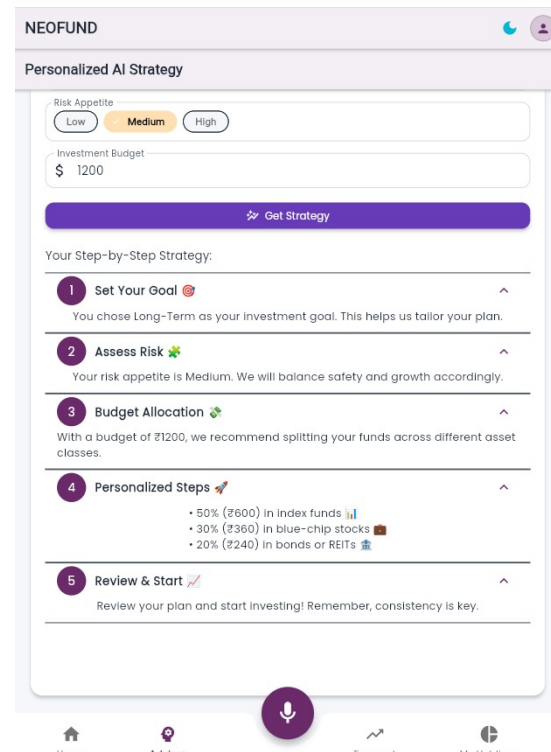 NEOFUND
Personalized AI Strategy
Risk Appetite
Low Medium High
Investment Budget
$ 1200
Get Strategy
Your Step-by-Step Strategy:
1 Set Your Goal 🎯
You chose Long-Term as your investment goal. This helps us tailor your plan.
2 Assess Risk 🧩
Your risk appetite is Medium. We will balance safety and growth accordingly.
3 Budget Allocation 💸
With a budget of ₹1200, we recommend splitting your funds across different asset
classes.
4 Personalized Steps 🚀
• 50% (₹600) in index funds 📊
• 30% (₹360) in blue-chip stocks 💼
• 20% (₹240) in bonds or REITs 🏦
5 Review & Start 📈
Review your plan and start investing! Remember, consistency is key.